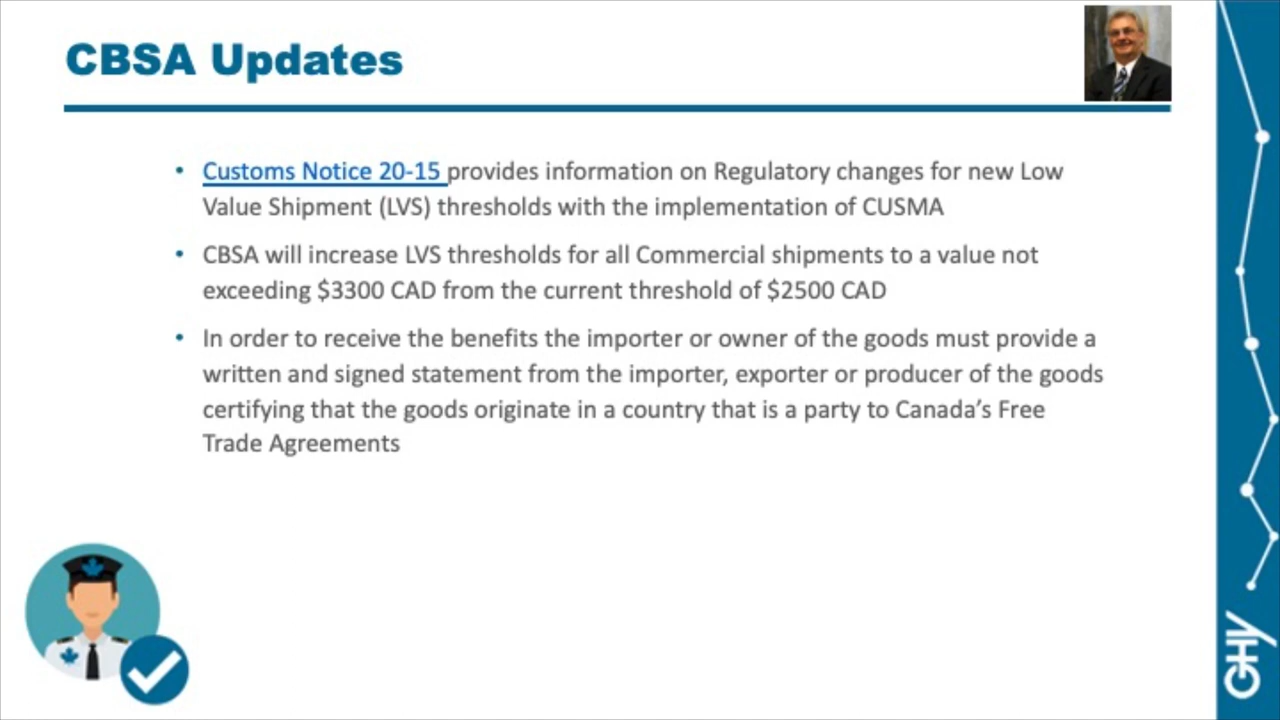 CBSA Updates
• Customs Notice 20-15 provides information on Regulatory changes for new Low
Value Shipment (LVS) thresholds with the implementation of CUSMA
• CBSA will increase LVS thresholds for all Commercial shipments to a value not
exceeding $3300 CAD from the current threshold of $2500 CAD
• In order to receive the benefits the importer or owner of the goods must provide a
written and signed statement from the importer, exporter or producer of the goods
certifying that the goods originate in a country that is a party to Canada’s Free
Trade Agreements
GHY